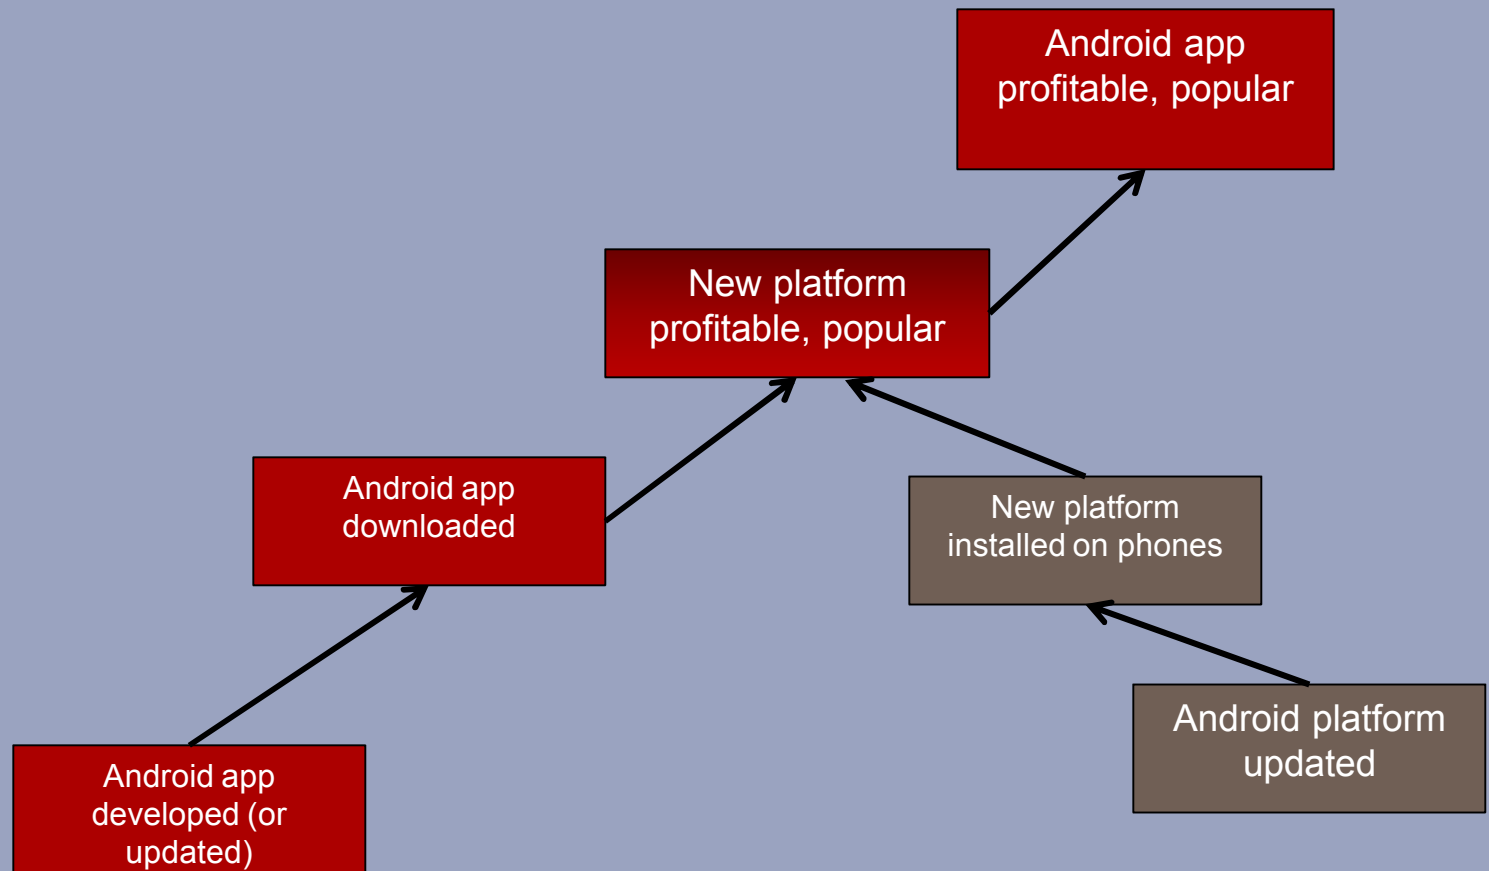 Android app
profitable, popular
New platform
profitable, popular
Android app
downloaded
New platform
installed on phones
Android platform
updated
Android app
developed (or
updated)